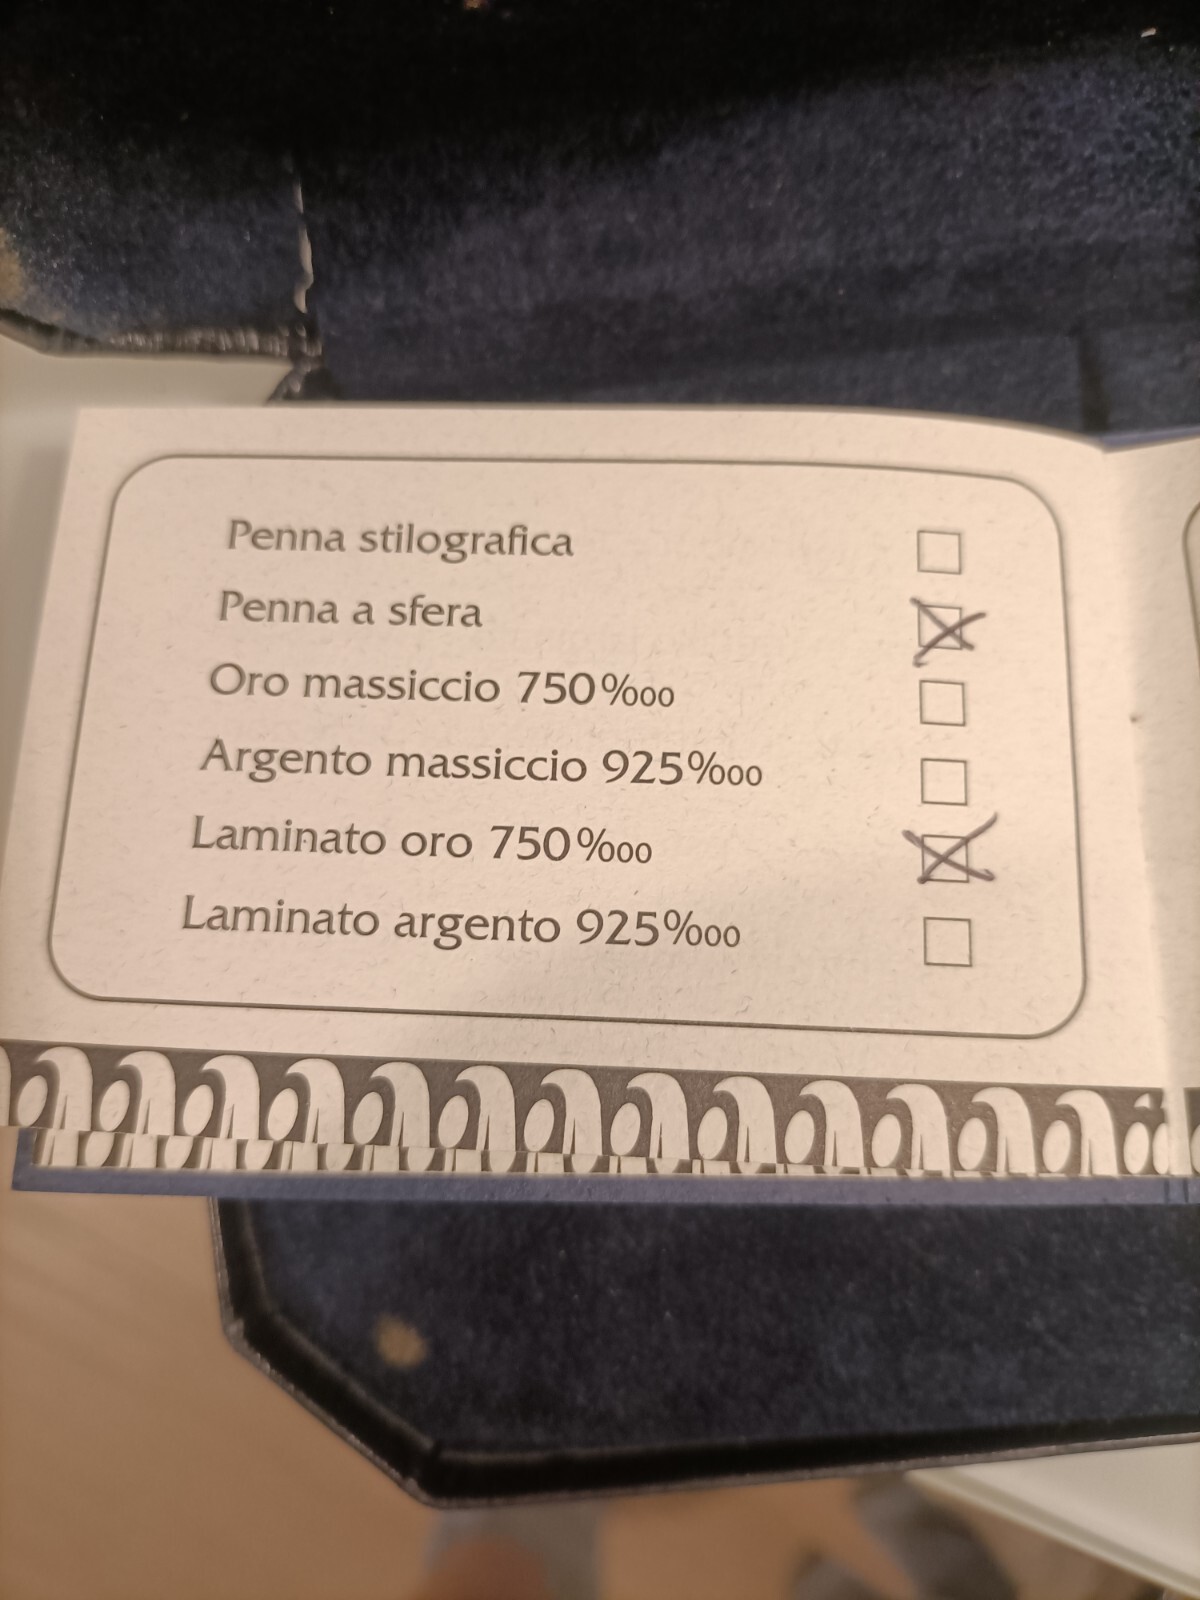 Penna stilografica ☐
Penna a sfera ☒
Oro massiccio 750%oo ☐
Argento massiccio 925%oo ☐
Laminato oro 750%oo ☒
Laminato argento 925%oo ☐